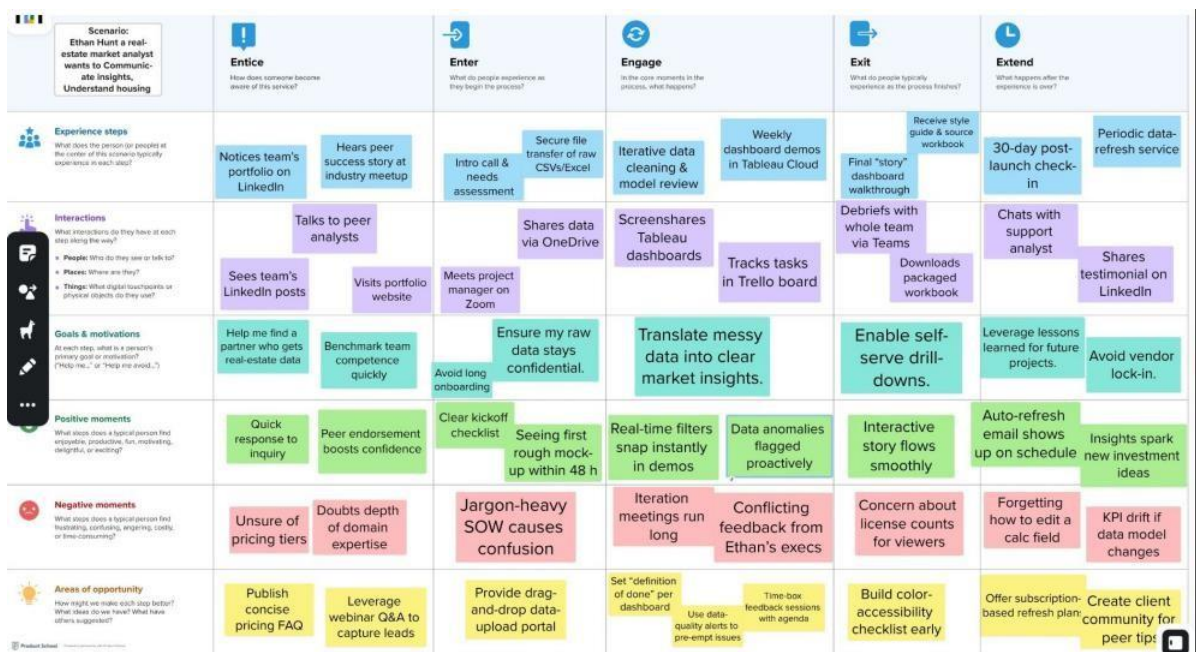 Scenario:
Ethan Hunt a real-
estate market analyst
wants to Communic-
ate insights,
Understand housing
Entice
How does someone become
aware of this service?
Enter
What do people experience as
they begin the process?
Engage
In the core moments in the
process, what happens?
Exit
What do people typically
experience as the process finishes?
Extend
What happens after the
experience is over?
Experience steps
What does the person (or people) at
the center of this scenario typically
experience in each step?
Notices team's
portfolio on
LinkedIn
Hears peer
success story at
industry meetup
Intro call &
needs
assessment
Secure file
transfer of raw
CSVs/Excel
Iterative data
cleaning &
model review
Weekly
dashboard demos
in Tableau Cloud
Final "story"
dashboard
walkthrough
Receive style
guide & source
workbook
30-day post-
launch check-
in
Periodic data-
refresh service
Interactions
What interactions do they have at each
step along the way?
People: Who do they see or talk to?
Places: Where are they?
Things: What digital touchpoints or
physical objects do they use?
Talks to peer
analysts
Sees team's
LinkedIn posts
Visits portfolio
website
Shares data
via OneDrive
Meets project
manager on
Zoom
Screenshares
Tableau
dashboards
Tracks tasks
in Trello board
Debriefs with
whole team
via Teams
Downloads
packaged
workbook
Chats with
support
analyst
Shares
testimonial on
LinkedIn
Goals & motivations
At each step, what is a person's
primary goal or motivation?
("Help me..." or "Help me avoid...")
Help me find a
partner who gets
real-estate data
Benchmark team
competence
quickly
Avoid long
onboarding
Ensure my raw
data stays
confidential.
Translate messy
data into clear
market insights.
Enable self-
serve drill-
downs.
Leverage lessons
learned for future
projects.
Avoid vendor
lock-in.
Positive moments
What steps does a typical person find
enjoyable, productive, fun, motivating,
delightful, or exciting?
Quick
response to
inquiry
Peer endorsement
boosts confidence
Clear kickoff
checklist
Seeing first
rough mock-
up within 48 h
Real-time filters
snap instantly
in demos
Data anomalies
flagged
proactively
Interactive
story flows
smoothly
Auto-refresh
email shows
up on schedule
Insights spark
new investment
ideas
Negative moments
What steps does a typical person find
frustrating, confusing, angering, costly,
or time-consuming?
Unsure of
pricing tiers
Doubts depth
of domain
expertise
Jargon-heavy
SOW causes
confusion
Iteration
meetings run
long
Conflicting
feedback from
Ethan's execs
Concern about
license counts
for viewers
Forgetting
how to edit a
calc field
KPI drift if
data model
changes
Areas of opportunity
How might we make each step better?
What ideas do we have? What have
others suggested?
Publish
concise
pricing FAQ
Leverage
webinar Q&A to
capture leads
Provide drag-
and-drop data-
upload portal
Set "definition
of done" per
dashboard
Use data-
quality alerts to
pre-empt issues
Time-box
feedback sessions
with agenda
Build color-
accessibility
checklist early
Offer subscription-
based refresh plans
Create client
community for
peer tips
Product School